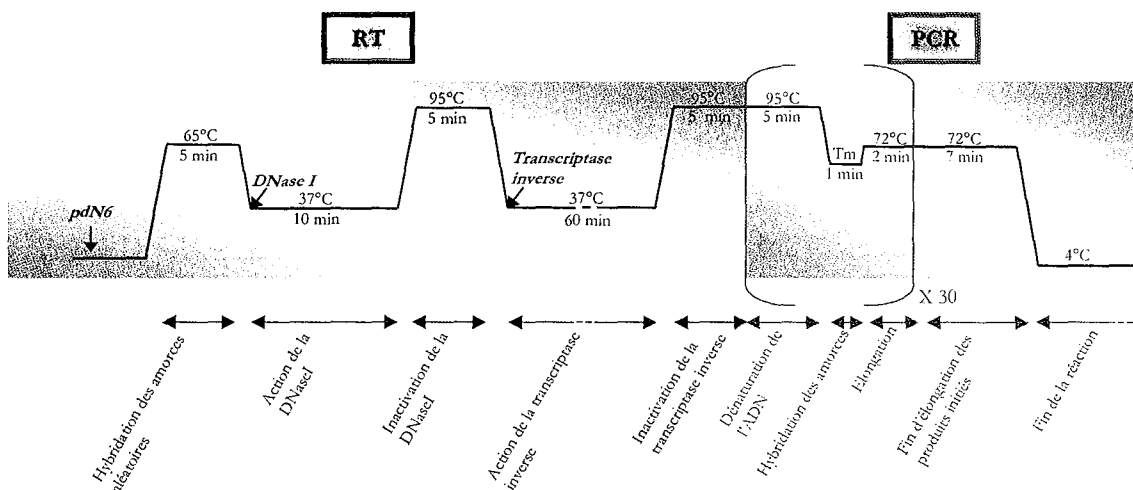 RT
PCR
95°C
5 min
95°C
5 min
95°C
5 min
65°C
5 min
Transcriptase
inverse
Tm
1 min
72°C
2 min
72°C
7 min
DNase I
37°C
10 min
37°C
60 min
pdN6
4°C
X 30
Hybridation des amorces
aléatoires
Action de la
DNaseI
Inactivation de la
DNaseI
Action de la transcriptase
inverse
Inactivation de la
transcriptase inverse
Dénaturation de
l'ADN
Hybridation des amorces
Elongation
Fin d'élongation des
produits initiés
Fin de la réaction